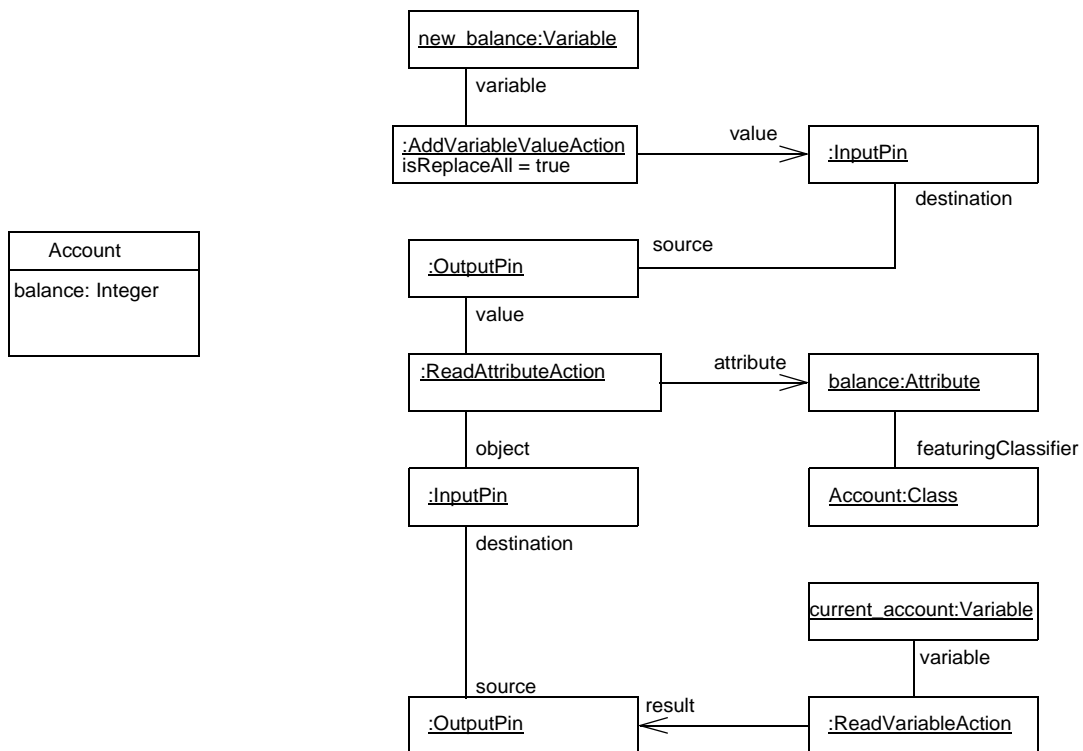 new_balance:Variable
variable
:AddVariableValueAction
isReplaceAll = true
value
:InputPin
destination
source
:OutputPin
value
Account
balance: Integer
:ReadAttributeAction
attribute
balance:Attribute
object
featuringClassifier
:InputPin
Account:Class
destination
current_account:Variable
variable
source
result
:OutputPin
:ReadVariableAction